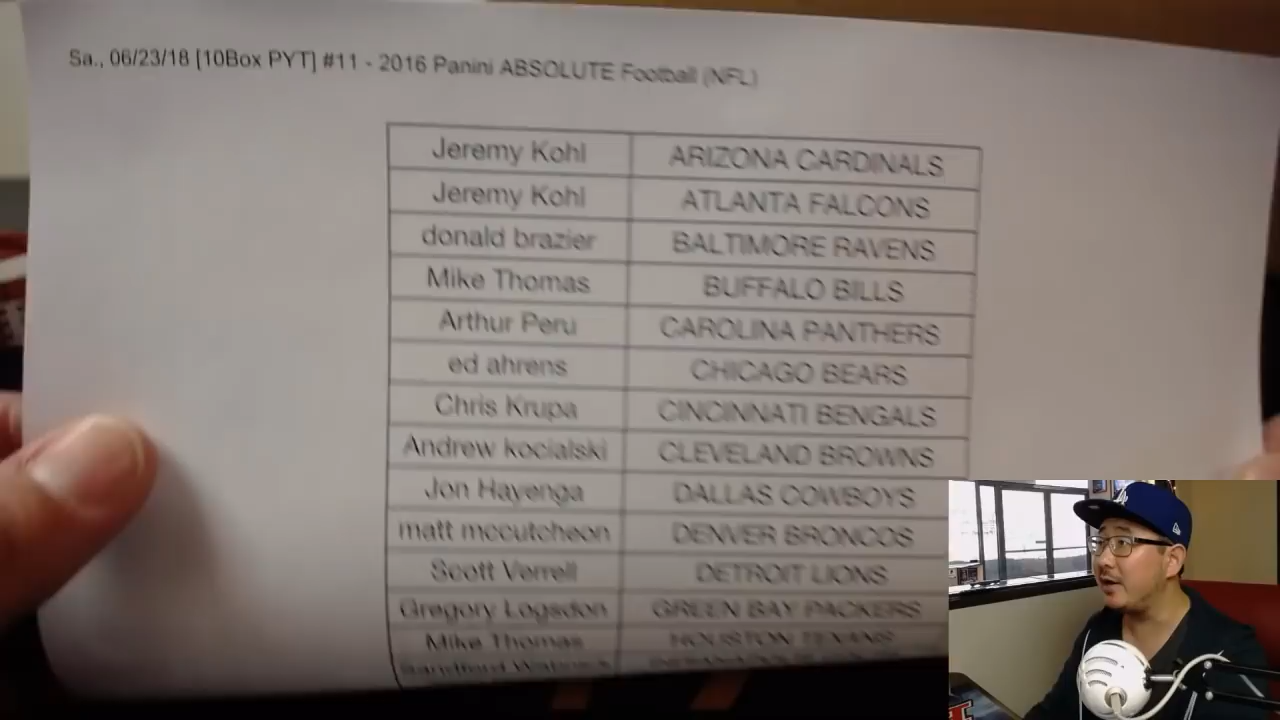 Sa., 06/23/18 [10Box PYT] #11 - 2016 Panini ABSOLUTE Football (NFL)
Jeremy Kohl ARIZONA CARDINALS
Jeremy Kohl ATLANTA FALCONS
donald brazier BALTIMORE RAVENS
Mike Thomas BUFFALO BILLS
Arthur Peru CAROLINA PANTHERS
ed ahrens CHICAGO BEARS
Chris Krupa CINCINNATI BENGALS
Andrew kocialski CLEVELAND BROWNS
Jon Hayenga DALLAS COWBOYS
matt mccutcheon DENVER BRONCOS
Scott Verrell DETROIT LIONS
Gregory Logsdon GREEN BAY PACKERS
Mike Thomas HOUSTON TEXANS
LA